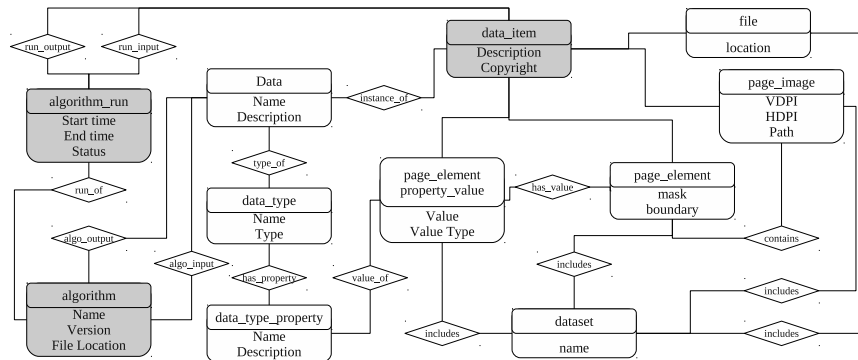 data_item
Description
Copyright
file
location
run_output
run_input
algorithm_run
Start time
End time
Status
Data
Name
Description
instance_of
page_image
VDPI
HDPI
Path
type_of
run_of
data_type
Name
Type
page_element
property_value
Value
Value Type
has_value
page_element
mask
boundary
algo_output
algo_input
has_property
value_of
includes
contains
algorithm
Name
Version
File Location
data_type_property
Name
Description
includes
dataset
name
includes
includes